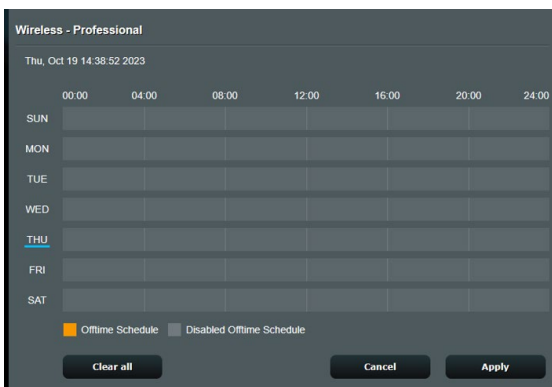 Wireless - Professional
Thu, Oct 19 14:38:52 2023
00:00 04:00 08:00 12:00 16:00 20:00 24:00
SUN
MON
TUE
WED
THU
FRI
SAT
Offtime Schedule Disabled Offtime Schedule
Clear all Cancel Apply